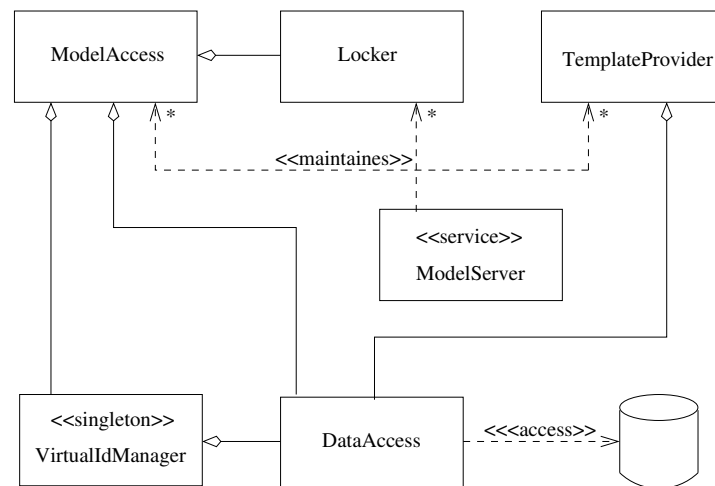 ModelAccess
Locker
TemplateProvider
*
*
*
<<maintaines>>
<<service>>
ModelServer
<<singleton>>
VirtualIdManager
DataAccess
<<<access>>